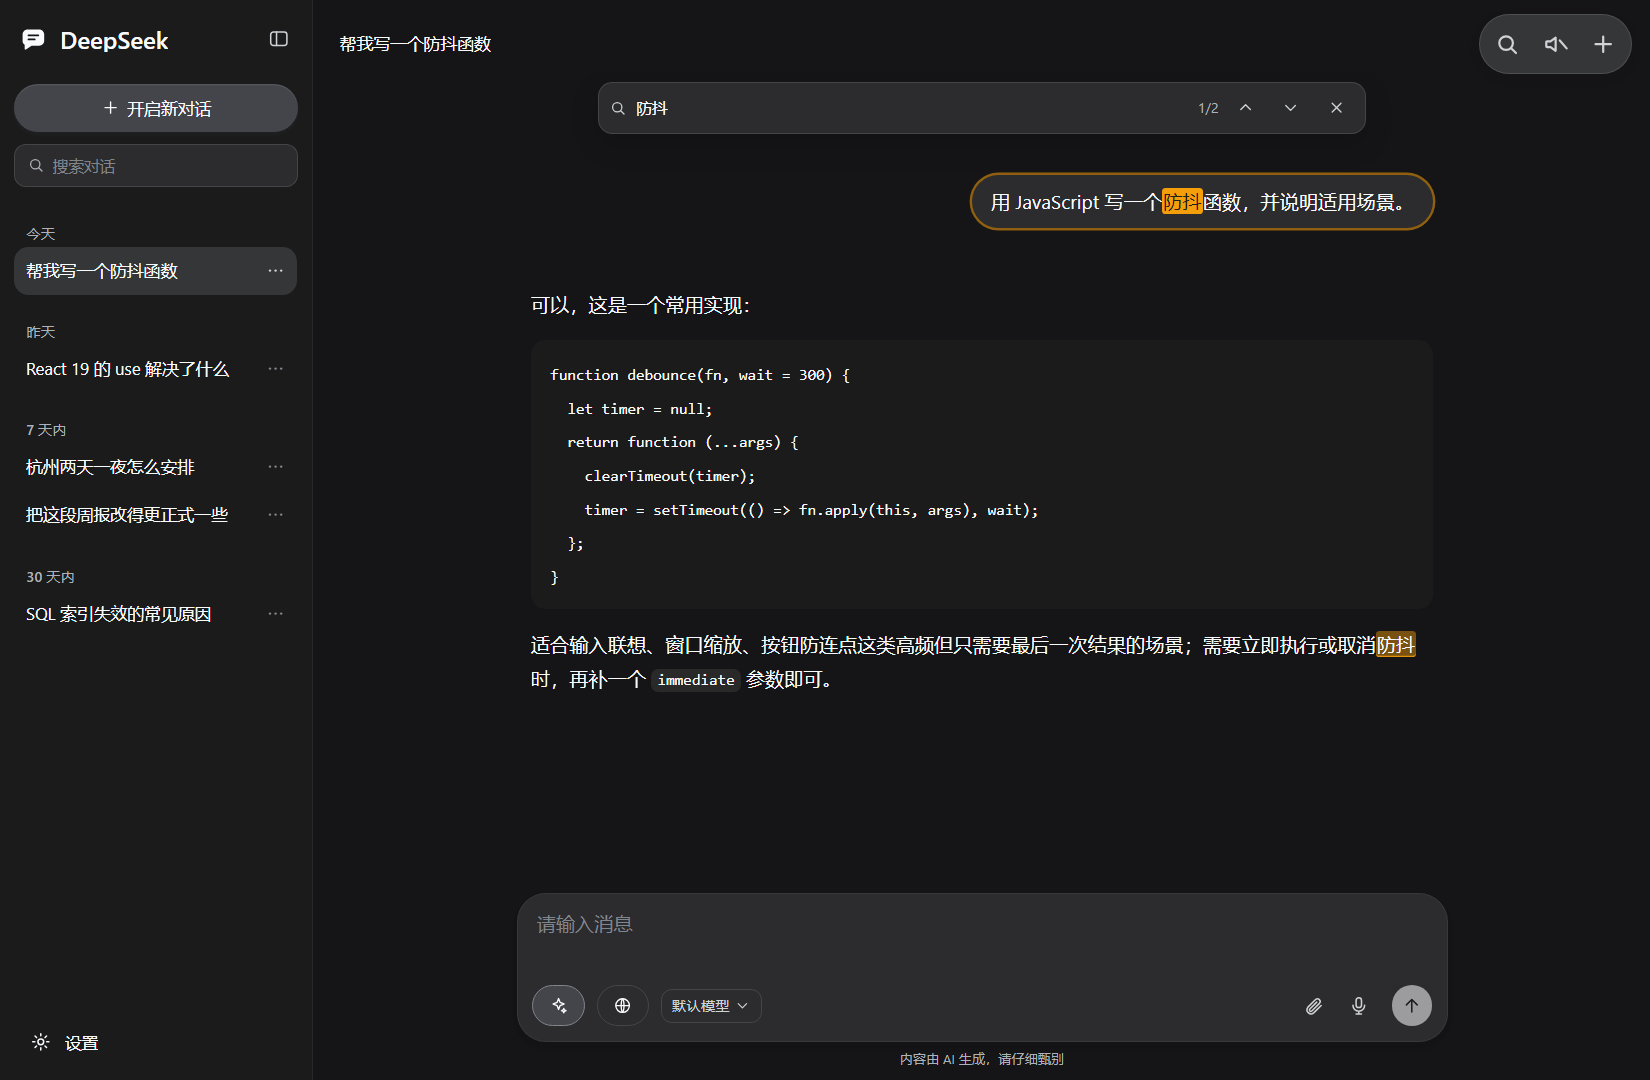 DeepSeek
开启新对话
搜索对话
今天
帮我写一个防抖函数
昨天
React 19 的 use 解决了什么
7 天内
杭州两天一夜怎么安排
把这段周报改得更正式一些
30 天内
SQL 索引失效的常见原因
设置
帮我写一个防抖函数
防抖 1/2
用 JavaScript 写一个防抖函数，并说明适用场景。
可以，这是一个常用实现：
function debounce(fn, wait = 300) {
  let timer = null;
  return function (...args) {
    clearTimeout(timer);
    timer = setTimeout(() => fn.apply(this, args), wait);
  };
}
适合输入联想、窗口缩放、按钮防连点这类高频但只需要最后一次结果的场景；需要立即执行或取消防抖
时，再补一个 immediate 参数即可。
请输入消息
默认模型
内容由 AI 生成，请仔细甄别